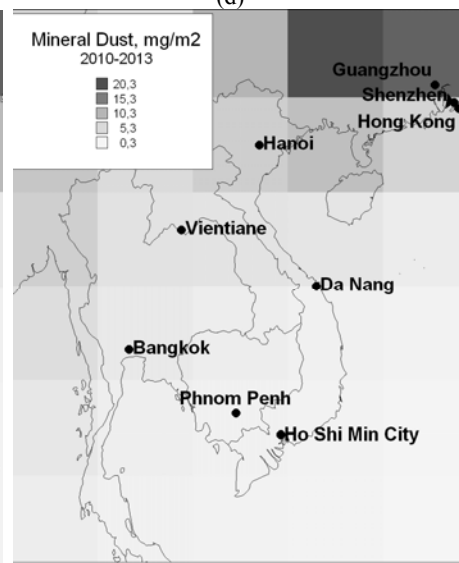 (d)
Mineral Dust, mg/m2
2010-2013
20,3
15,3
10,3
5,3
0,3
Guangzhou
Shenzhen
Hong Kong
Hanoi
Vientiane
Da Nang
Bangkok
Phnom Penh
Ho Shi Min City